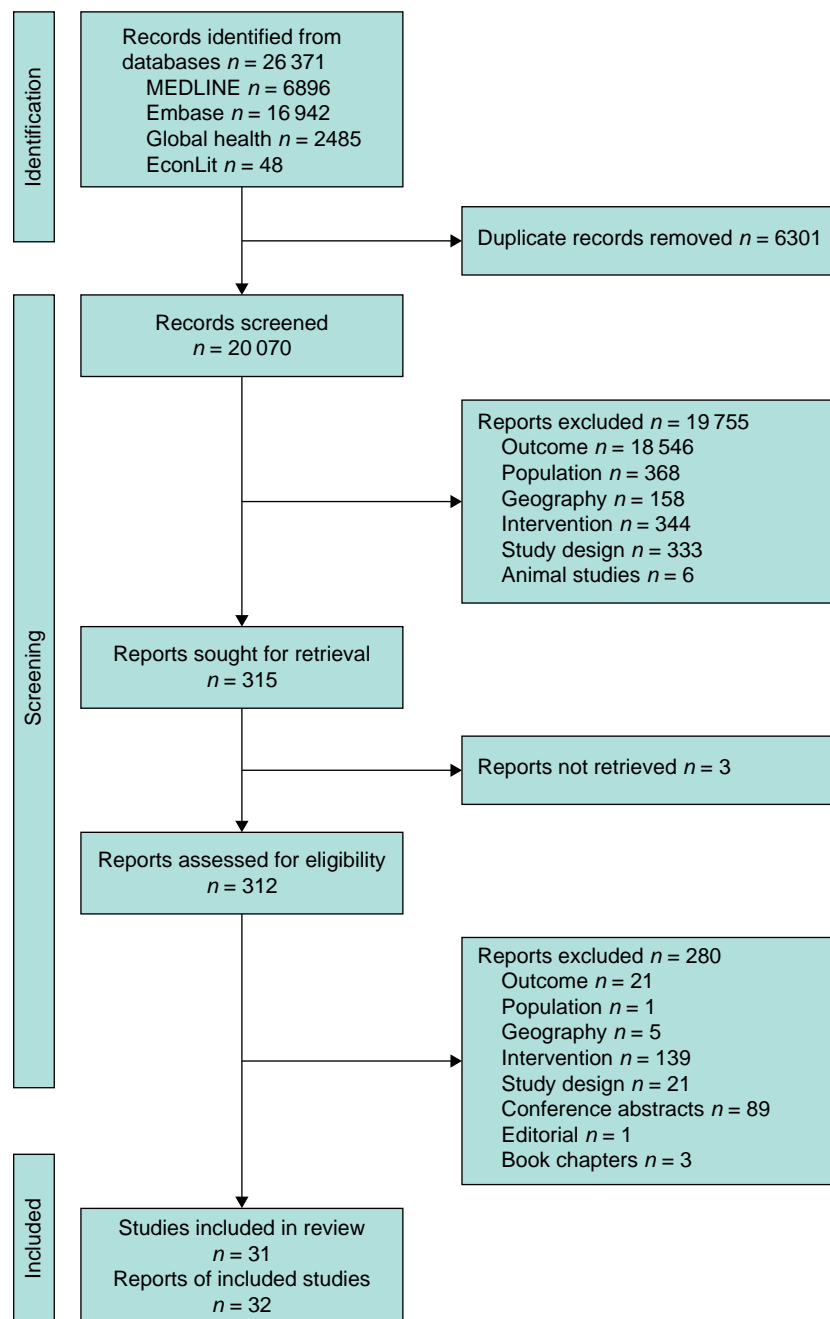 Identification
Records identified from
databases n = 26 371
MEDLINE n = 6896
Embase n = 16 942
Global health n = 2485
EconLit n = 48
Duplicate records removed n = 6301
Screening
Records screened
n = 20 070
Reports excluded n = 19 755
Outcome n = 18 546
Population n = 368
Geography n = 158
Intervention n = 344
Study design n = 333
Animal studies n = 6
Reports sought for retrieval
n = 315
Reports not retrieved n = 3
Reports assessed for eligibility
n = 312
Reports excluded n = 280
Outcome n = 21
Population n = 1
Geography n = 5
Intervention n = 139
Study design n = 21
Conference abstracts n = 89
Editorial n = 1
Book chapters n = 3
Included
Studies included in review
n = 31
Reports of included studies
n = 32